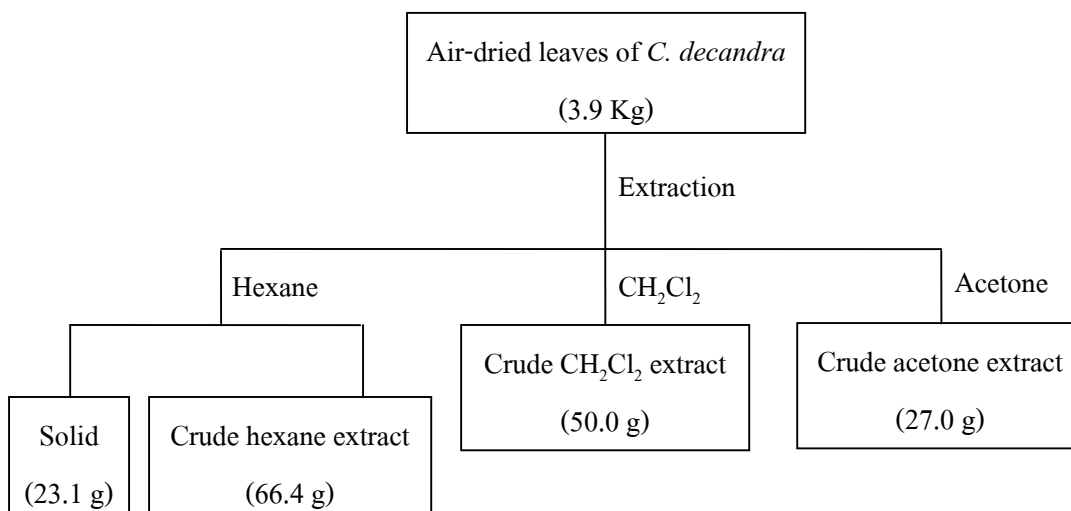 Air-dried leaves of C. decandra
(3.9 Kg)
Extraction
Hexane
CH₂Cl₂
Acetone
Solid
(23.1 g)
Crude hexane extract
(66.4 g)
Crude CH₂Cl₂ extract
(50.0 g)
Crude acetone extract
(27.0 g)